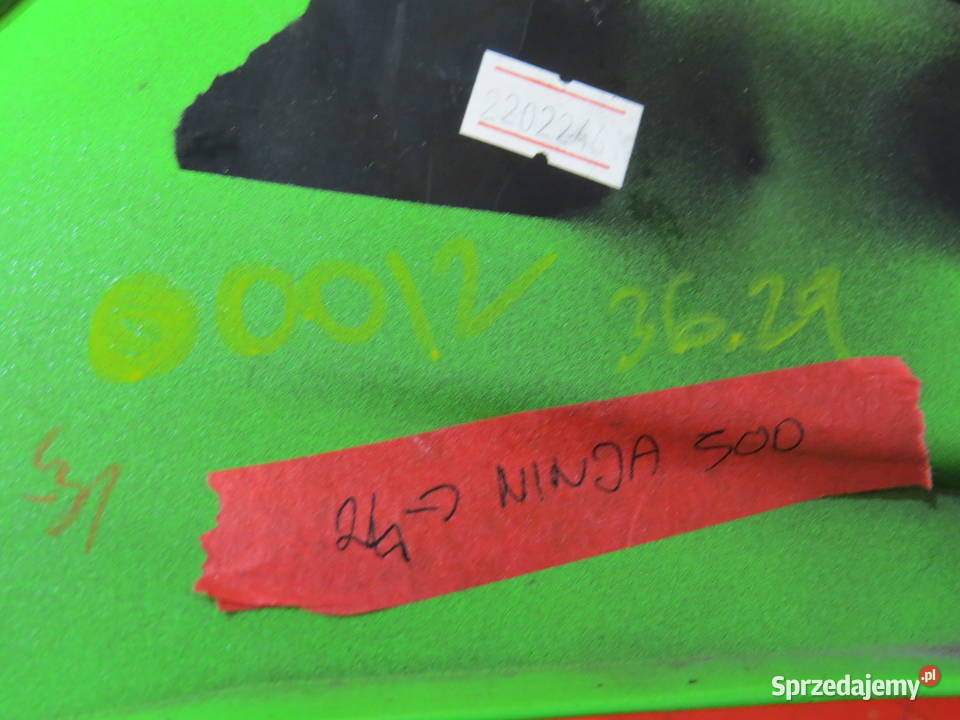 2202246
0012
36.29
31
24-> NINJA 500
Sprzedajemy.pl